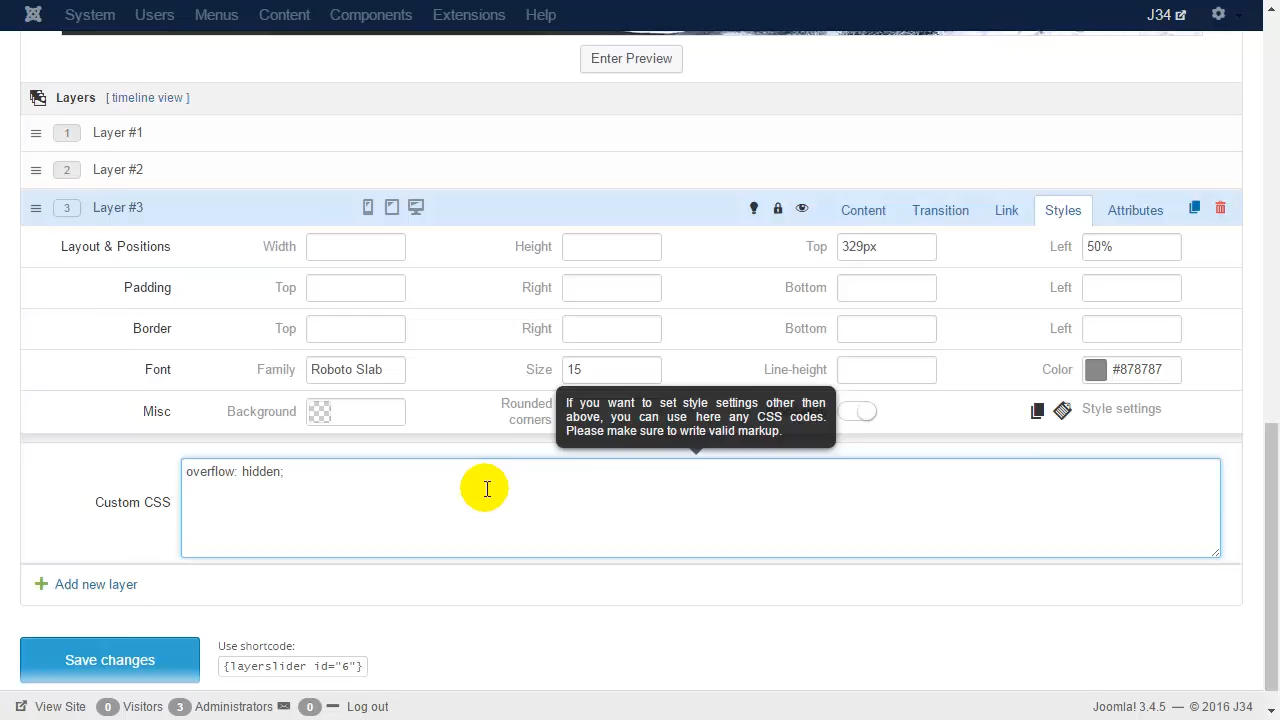 System Users Menus Content Components Extensions Help J34
Enter Preview
Layers [ timeline view ]
1 Layer #1
2 Layer #2
3 Layer #3 Content Transition Link Styles Attributes
Layout & Positions Width Height Top 329px Left 50%
Padding Top Right Bottom Left
Border Top Right Bottom Left
Font Family Roboto Slab Size 15 Line-height Color #878787
Misc Background Rounded corners Style settings
If you want to set style settings other then
above, you can use here any CSS codes.
Please make sure to write valid markup.
Custom CSS overflow: hidden;
Add new layer
Save changes
Use shortcode:
{layerslider id="6"}
View Site 0 Visitors 3 Administrators 0 Log out Joomla! 3.4.5 — © 2016 J34